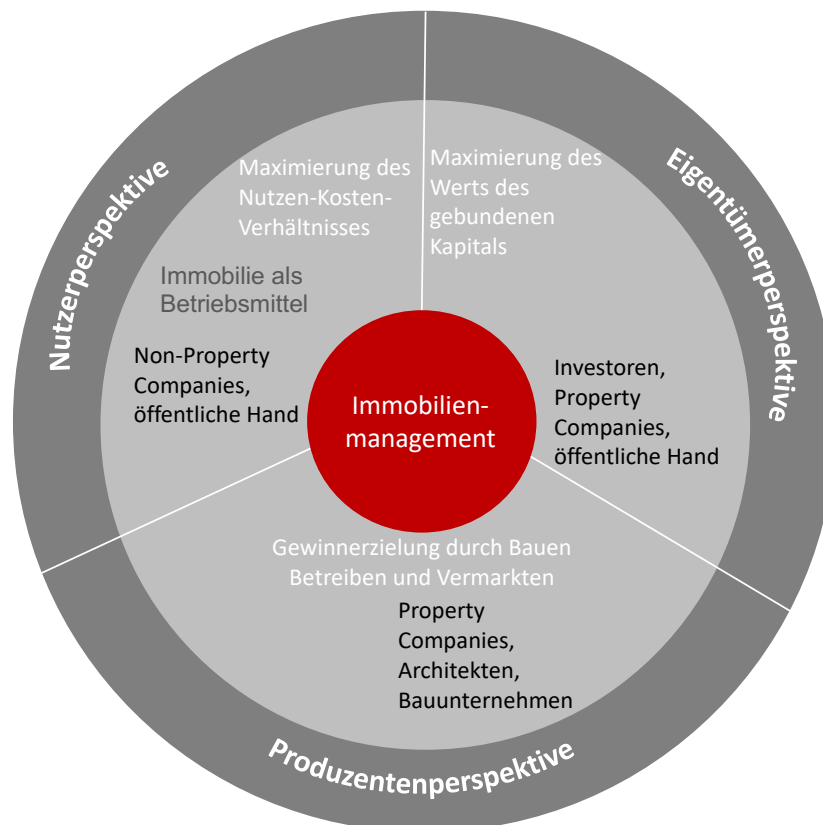 Nutzerperspektive
Maximierung des
Nutzen-Kosten-
Verhältnisses
Immobilie als
Betriebsmittel
Non-Property
Companies,
öffentliche Hand
Eigentümerperspektive
Maximierung des
Werts des
gebundenen
Kapitals
Investoren,
Property
Companies,
öffentliche Hand
Immobilien-
management
Gewinnerzielung durch Bauen
Betreiben und Vermarkten
Property
Companies,
Architekten,
Bauunternehmen
Produzentenperspektive